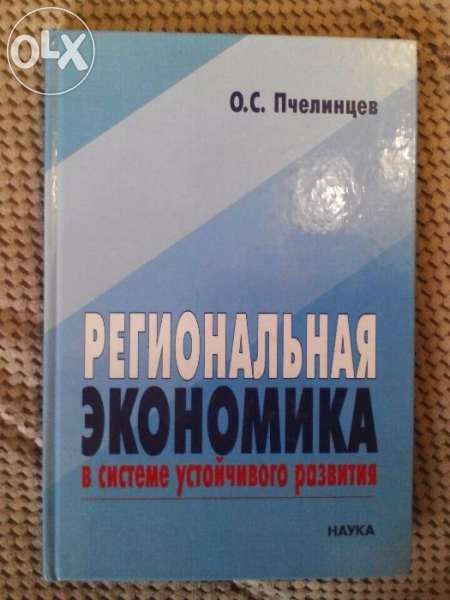 OLX
О.С. Пчелинцев
РЕГИОНАЛЬНАЯ
ЭКОНОМИКА
в системе устойчивого развития
НАУКА